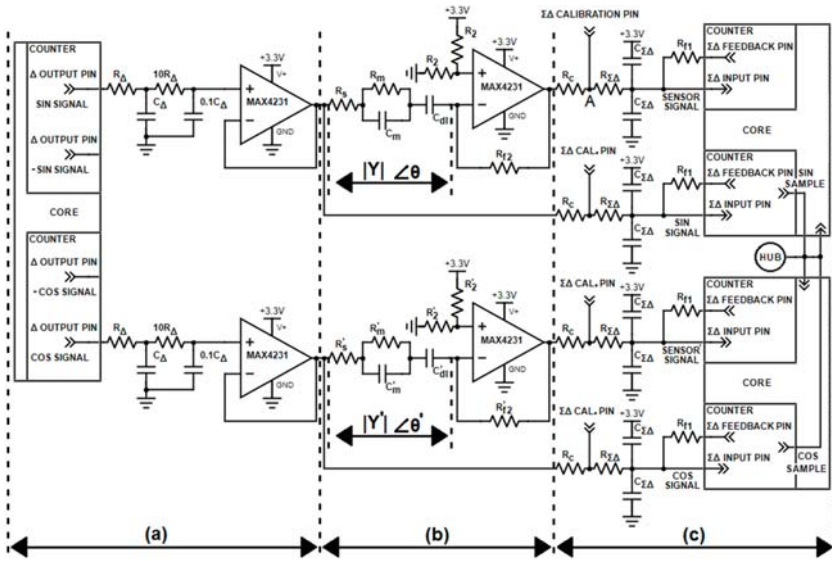 COUNTER
Δ OUTPUT PIN
SIN SIGNAL
Δ OUTPUT PIN
-SIN SIGNAL
CORE
COUNTER
Δ OUTPUT PIN
-COS SIGNAL
Δ OUTPUT PIN
COS SIGNAL
RΔ
10RΔ
CΔ
0.1CΔ
+3.3V
V+
MAX4231
GND
RΔ
10RΔ
CΔ
0.1CΔ
+3.3V
V+
MAX4231
GND
+3.3V
R2
R2
+3.3V
V+
MAX4231
GND
Rs
Rm
Cm
Cdl
Rf2
|Y| ∠θ
+3.3V
R'2
R'2
+3.3V
V+
MAX4231
GND
R's
R'm
C'm
C'dl
R'f2
|Y'| ∠θ'
ΣΔ CALIBRATION PIN
+3.3V
CΣΔ
Rc
A
RΣΔ
CΣΔ
Rf1
SENSOR
SIGNAL
COUNTER
ΣΔ FEEDBACK PIN
ΣΔ INPUT PIN
CORE
ΣΔ CAL. PIN
+3.3V
CΣΔ
Rc
RΣΔ
CΣΔ
Rf1
SIN
SIGNAL
COUNTER
ΣΔ FEEDBACK PIN
ΣΔ INPUT PIN
SIN
SAMPLE
HUB
ΣΔ CAL. PIN
+3.3V
CΣΔ
Rc
RΣΔ
CΣΔ
Rf1
SENSOR'
SIGNAL
COUNTER
ΣΔ FEEDBACK PIN
ΣΔ INPUT PIN
CORE
ΣΔ CAL. PIN
+3.3V
CΣΔ
Rc
RΣΔ
CΣΔ
Rf1
COS
SIGNAL
COUNTER
ΣΔ FEEDBACK PIN
ΣΔ INPUT PIN
COS
SAMPLE
(a)
(b)
(c)